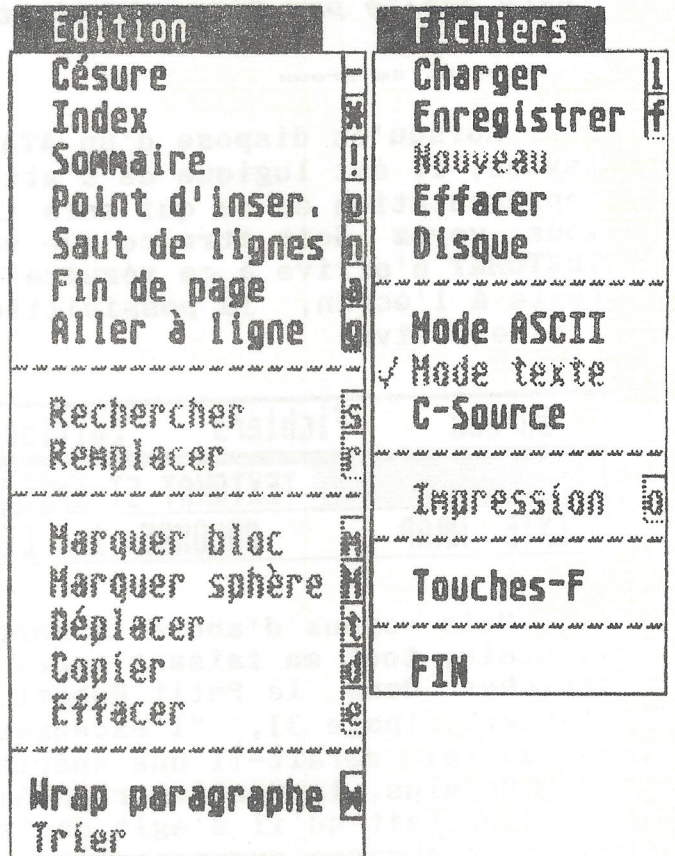 Edition
Césure -
Index *
Sommaire !
Point d'inser. p
Saut de lignes n
Fin de page a
Aller à ligne g
Rechercher s
Remplacer r
Marquer bloc m
Marquer sphère M
Déplacer t
Copier d
Effacer e
Wrap paragraphe w
Trier
Fichiers
Charger l
Enregistrer f
Nouveau
Effacer
Disque
Mode ASCII
✓ Mode texte
C-Source
Impression o
Touches-F
FIN